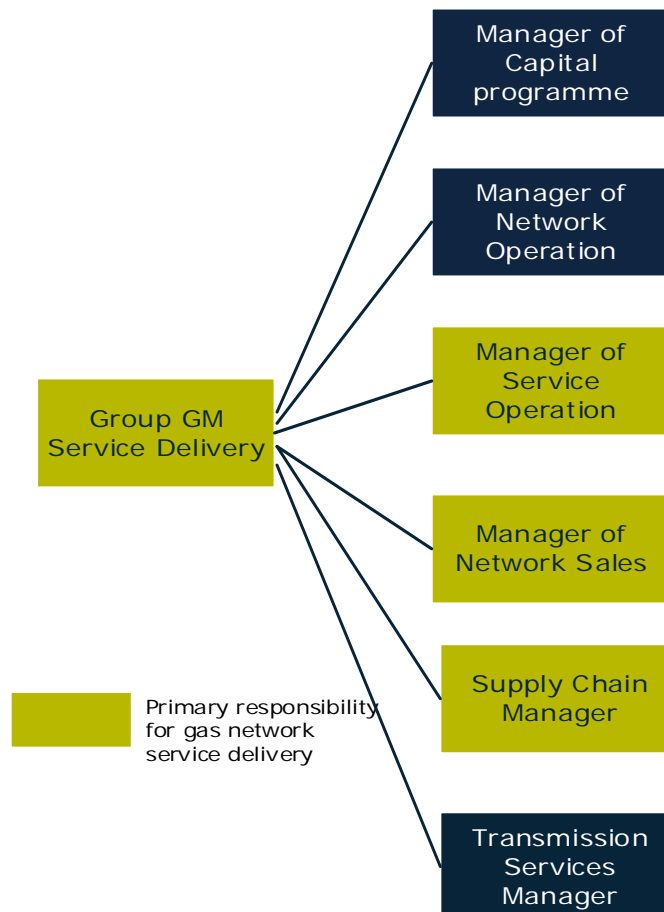 Manager of
Capital
programme
Manager of
Network
Operation
Manager of
Service
Operation
Group GM
Service Delivery
Manager of
Network Sales
Supply Chain
Manager
Primary responsibility
for gas network
service delivery
Transmission
Services
Manager